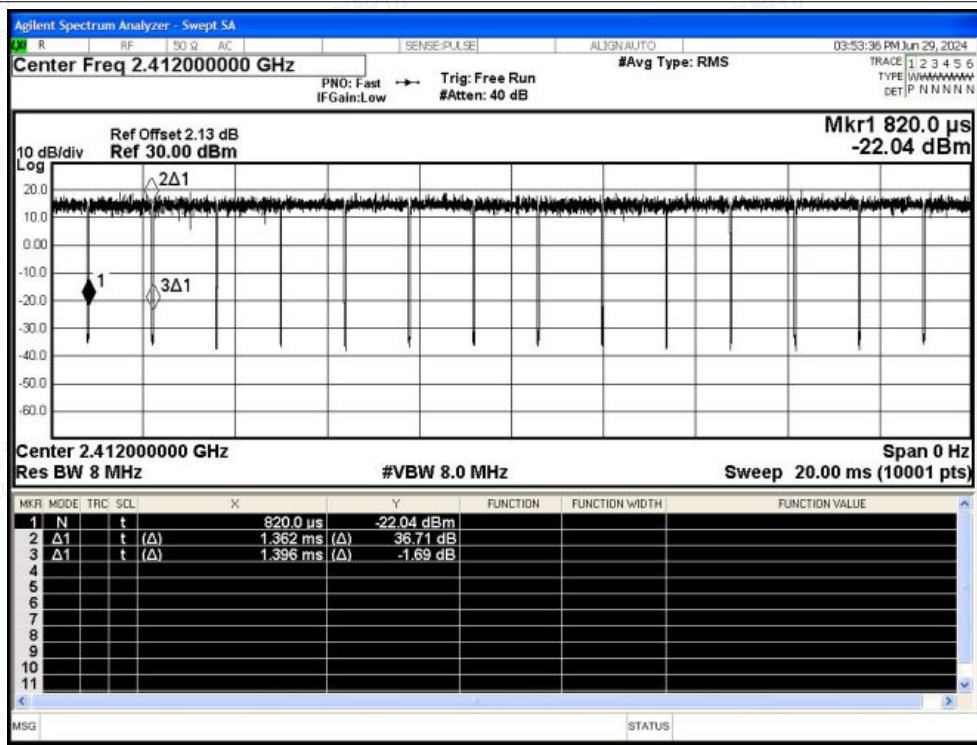 Agilent Spectrum Analyzer - Swept SA
LXI R RF 50 Ω AC SENSE:PULSE ALIGNAUTO 03:53:36 PM Jun 29, 2024
Center Freq 2.412000000 GHz
#Avg Type: RMS
TRACE 1 2 3 4 5 6
PNO: Fast Trig: Free Run
TYPE WWWWWW
IFGain:Low #Atten: 40 dB
DET P N N N N N
Mkr1 820.0 µs
-22.04 dBm
Ref Offset 2.13 dB
10 dB/div Ref 30.00 dBm
Log
20.0
10.0
0.00
-10.0
-20.0
-30.0
-40.0
-50.0
-60.0
2Δ1
1
3Δ1
Center 2.412000000 GHz Span 0 Hz
Res BW 8 MHz #VBW 8.0 MHz Sweep 20.00 ms (10001 pts)
MKR MODE TRC SCL X Y FUNCTION FUNCTION WIDTH FUNCTION VALUE
1 N t 820.0 µs -22.04 dBm
2 Δ1 t (Δ) 1.362 ms (Δ) 36.71 dB
3 Δ1 t (Δ) 1.396 ms (Δ) -1.69 dB
4
5
6
7
8
9
10
11
MSG STATUS